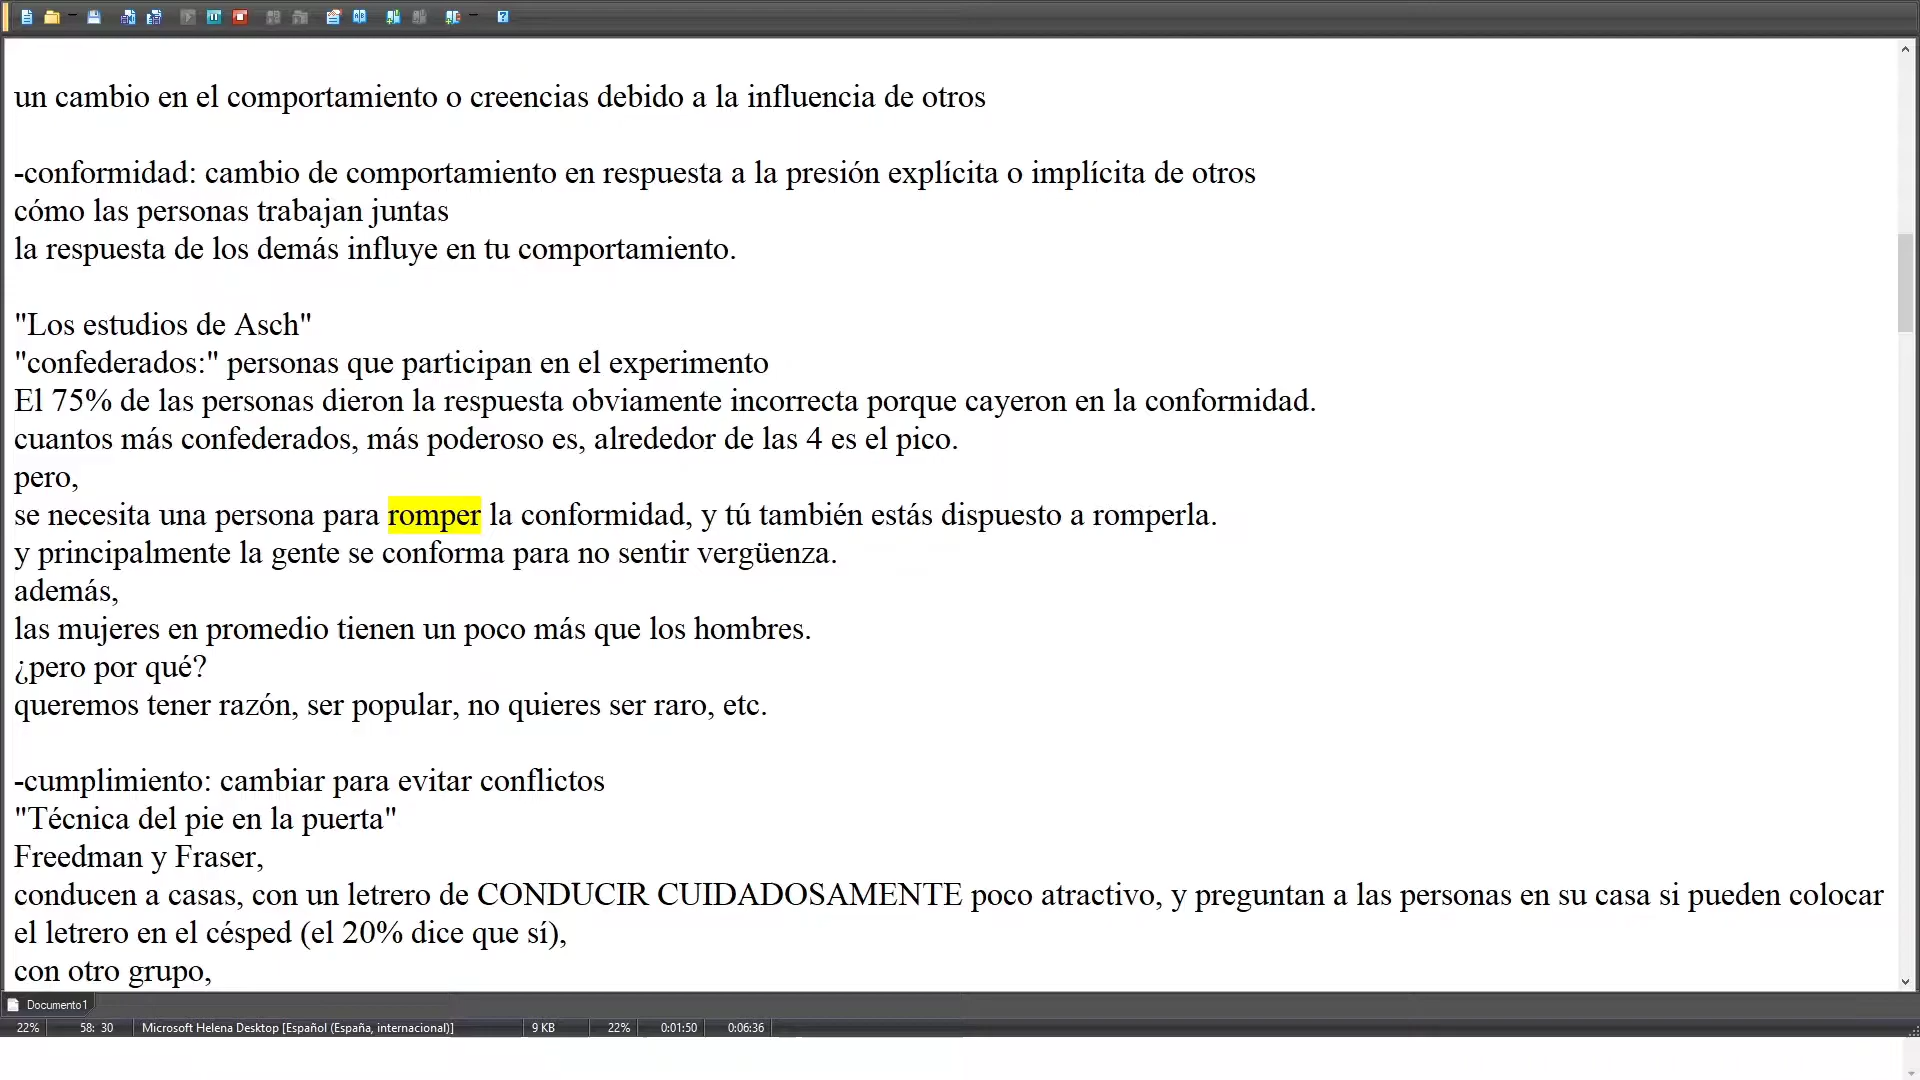 un cambio en el comportamiento o creencias debido a la influencia de otros
-conformidad: cambio de comportamiento en respuesta a la presión explícita o implícita de otros
cómo las personas trabajan juntas
la respuesta de los demás influye en tu comportamiento.
"Los estudios de Asch"
"confederados:" personas que participan en el experimento
El 75% de las personas dieron la respuesta obviamente incorrecta porque cayeron en la conformidad.
cuantos más confederados, más poderoso es, alrededor de las 4 es el pico.
pero,
se necesita una persona para romper la conformidad, y tú también estás dispuesto a romperla.
y principalmente la gente se conforma para no sentir vergüenza.
además,
las mujeres en promedio tienen un poco más que los hombres.
¿pero por qué?
queremos tener razón, ser popular, no quieres ser raro, etc.
-cumplimiento: cambiar para evitar conflictos
"Técnica del pie en la puerta"
Freedman y Fraser,
conducen a casas, con un letrero de CONDUCIR CUIDADOSAMENTE poco atractivo, y preguntan a las personas en su casa si pueden colocar
el letrero en el césped (el 20% dice que sí),
con otro grupo,
Documento1
22% 58: 30 Microsoft Helena Desktop [Español (España, internacional)] 9 KB 22% 0:01:50 0:06:36